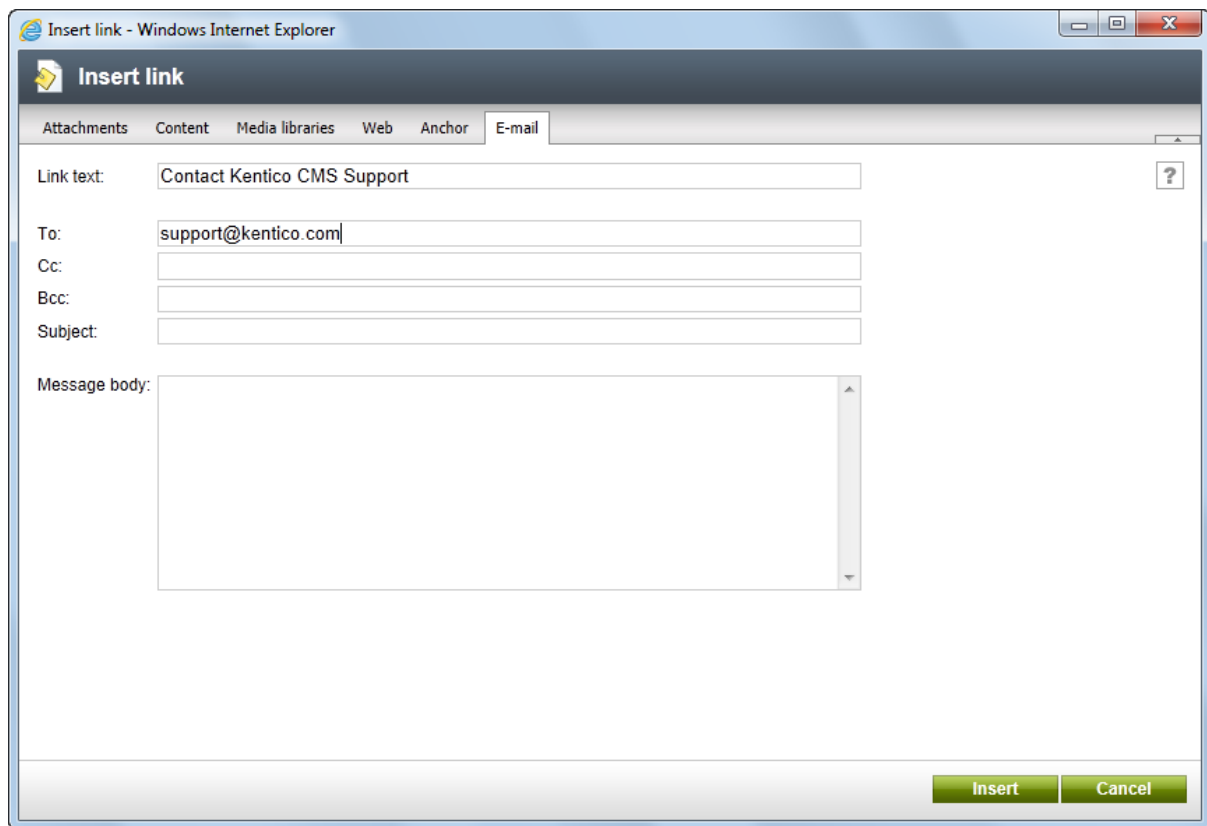 Insert link - Windows Internet Explorer
Insert link
Attachments Content Media libraries Web Anchor E-mail
Link text: Contact Kentico CMS Support
?
To: support@kentico.com
Cc:
Bcc:
Subject:
Message body:
Insert Cancel